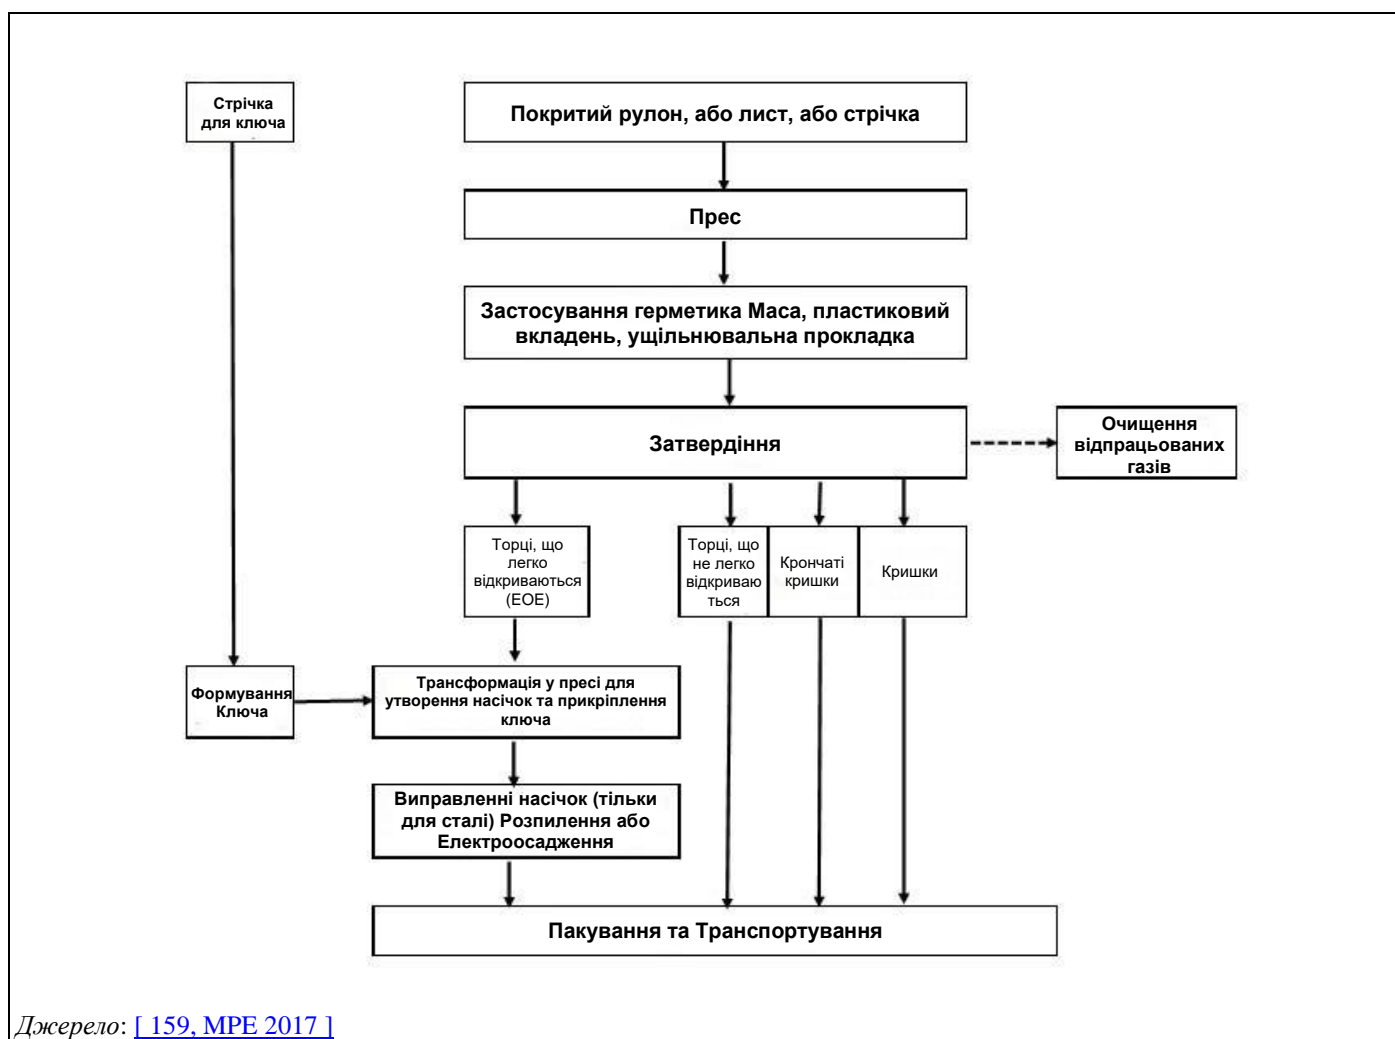 Стрічка
для ключа
Покритий рулон, або лист, або стрічка
Прес
Застосування герметика Маса, пластиковий
вкладень, ущільнювальна прокладка
Затвердіння
Очищення
відпрацьованих
газів
Торці, що
легко
відкриваються
(EOE)
Торці, що
не легко
відкриваю
ться
Крончаті
кришки
Кришки
Формування
Ключа
Трансформація у пресі для
утворення насічок та прикріплення
ключа
Виправленні насічок (тільки
для сталі) Розпилення або
Електроосадження
Пакування та Транспортування
Джерело: [ 159, MPE 2017 ]